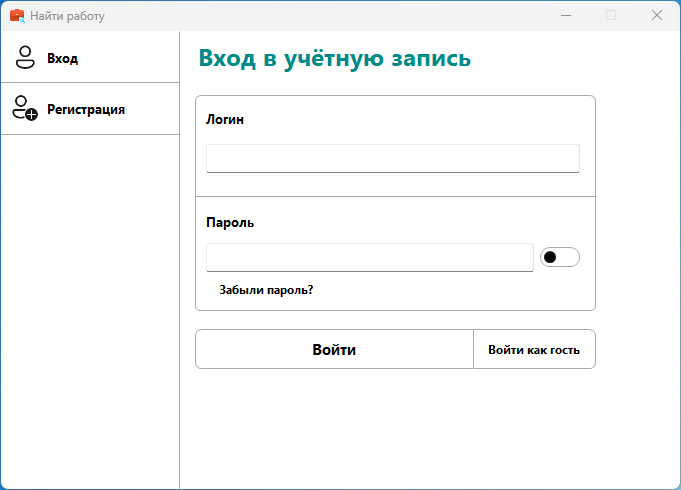 Найти работу
Вход
Регистрация
Вход в учётную запись
Логин
Пароль
Забыли пароль?
Войти
Войти как гость